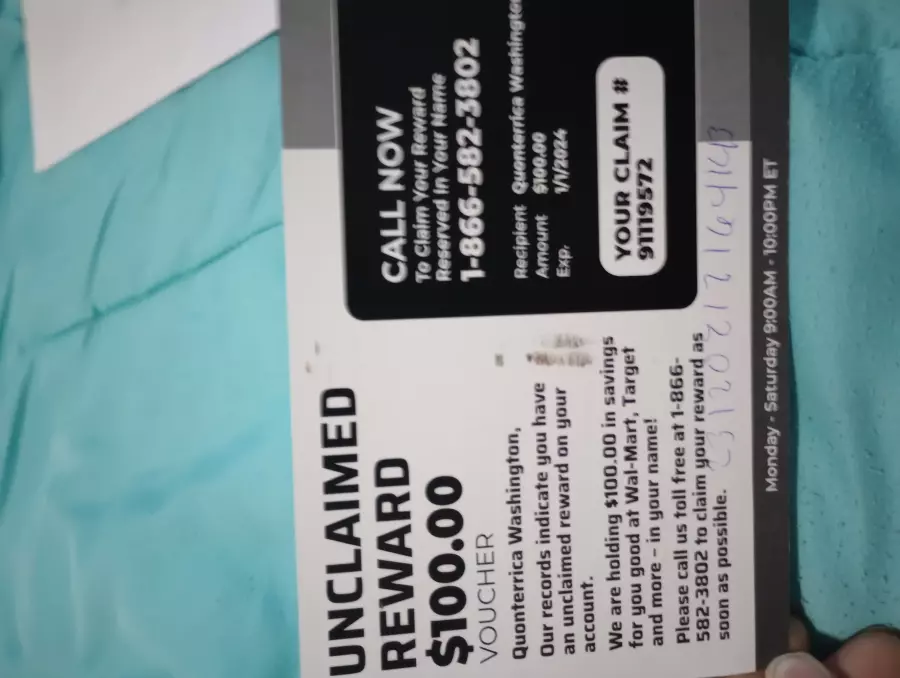 UNCLAIMED
REWARD
$100.00
VOUCHER
Quonterrica Washington,
Our records indicate you have
an unclaimed reward on your
account.
We are holding $100.00 in savings
for you good at Wal-Mart, Target
and more – in your name!
Please call us toll free at 1-866-
582-3802 to claim your reward as
soon as possible.
CALL NOW
To Claim Your Reward
Reserved In Your Name
1-866-582-3802
Recipient Quonterrica Washington
Amount $100.00
Exp. 1/1/2024
YOUR CLAIM #
91119572
Monday - Saturday 9:00AM - 10:00PM ET